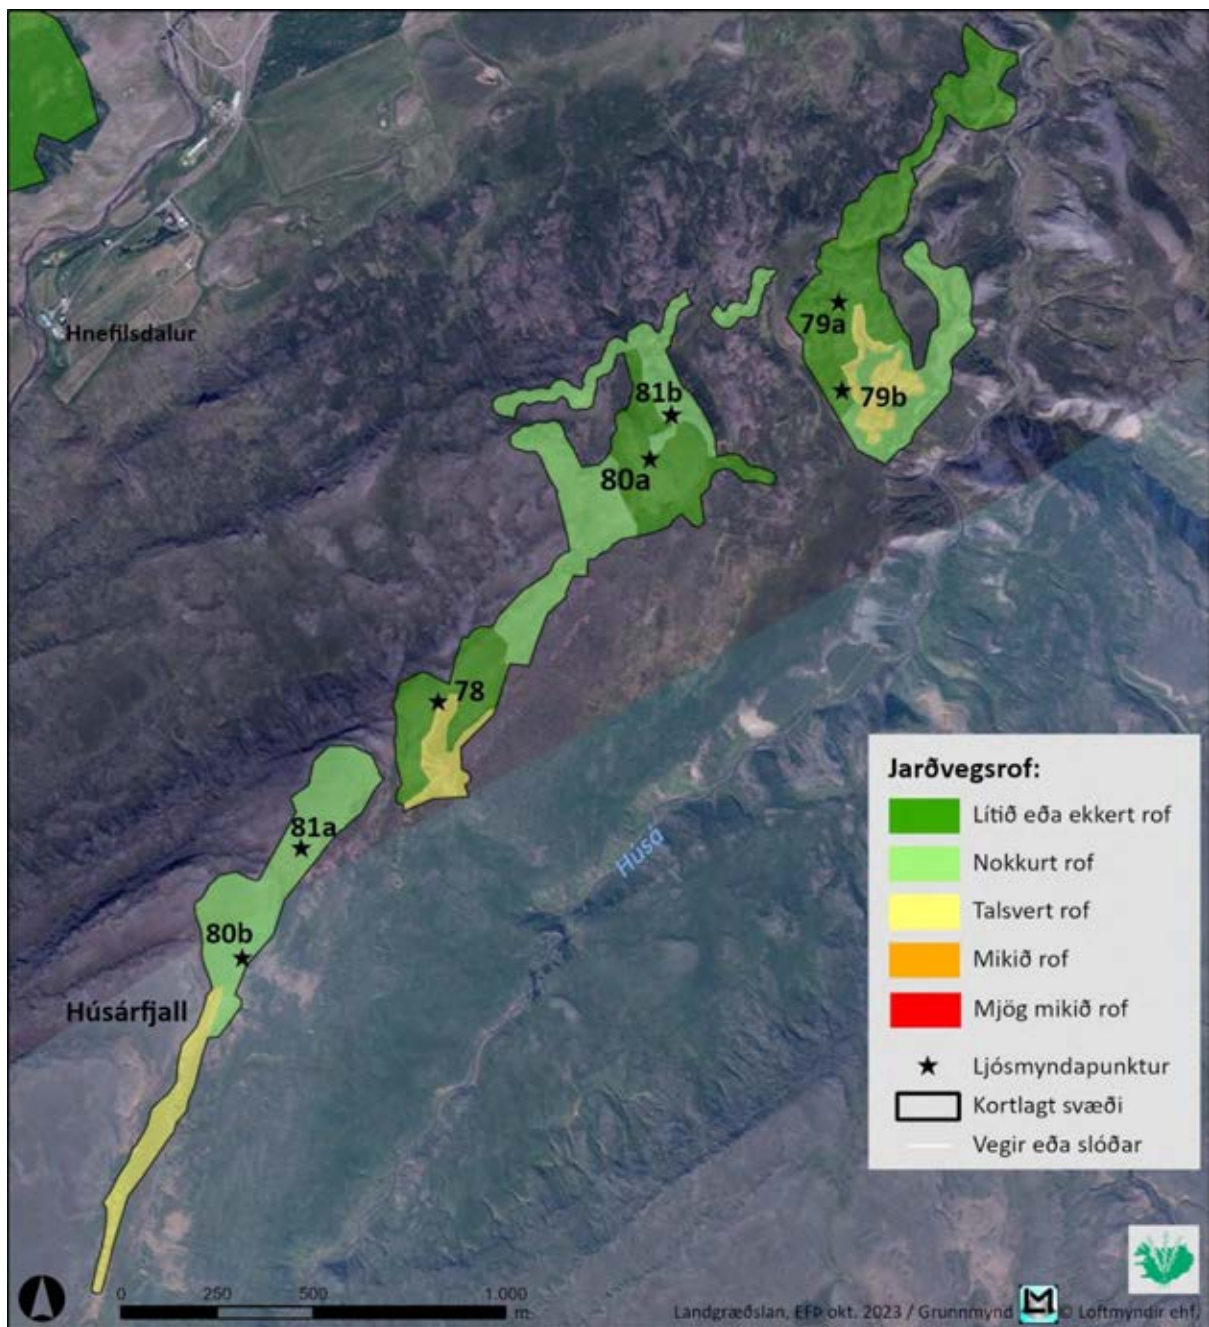 Hnefilsdalur
79a
79b
81b
80a
78
81a
80b
Húsárfjall
Húsá
Jarðvegsrof:
Lítið eða ekkert rof
Nokkurt rof
Talsvert rof
Mikið rof
Mjög mikið rof
Ljósmyndapunktur
Kortlagt svæði
Vegir eða slóðar
0 250 500 1.000
m
Landgræðslan, EFÞ okt. 2023 / Grunnmynd LM © Loftmyndir ehf.